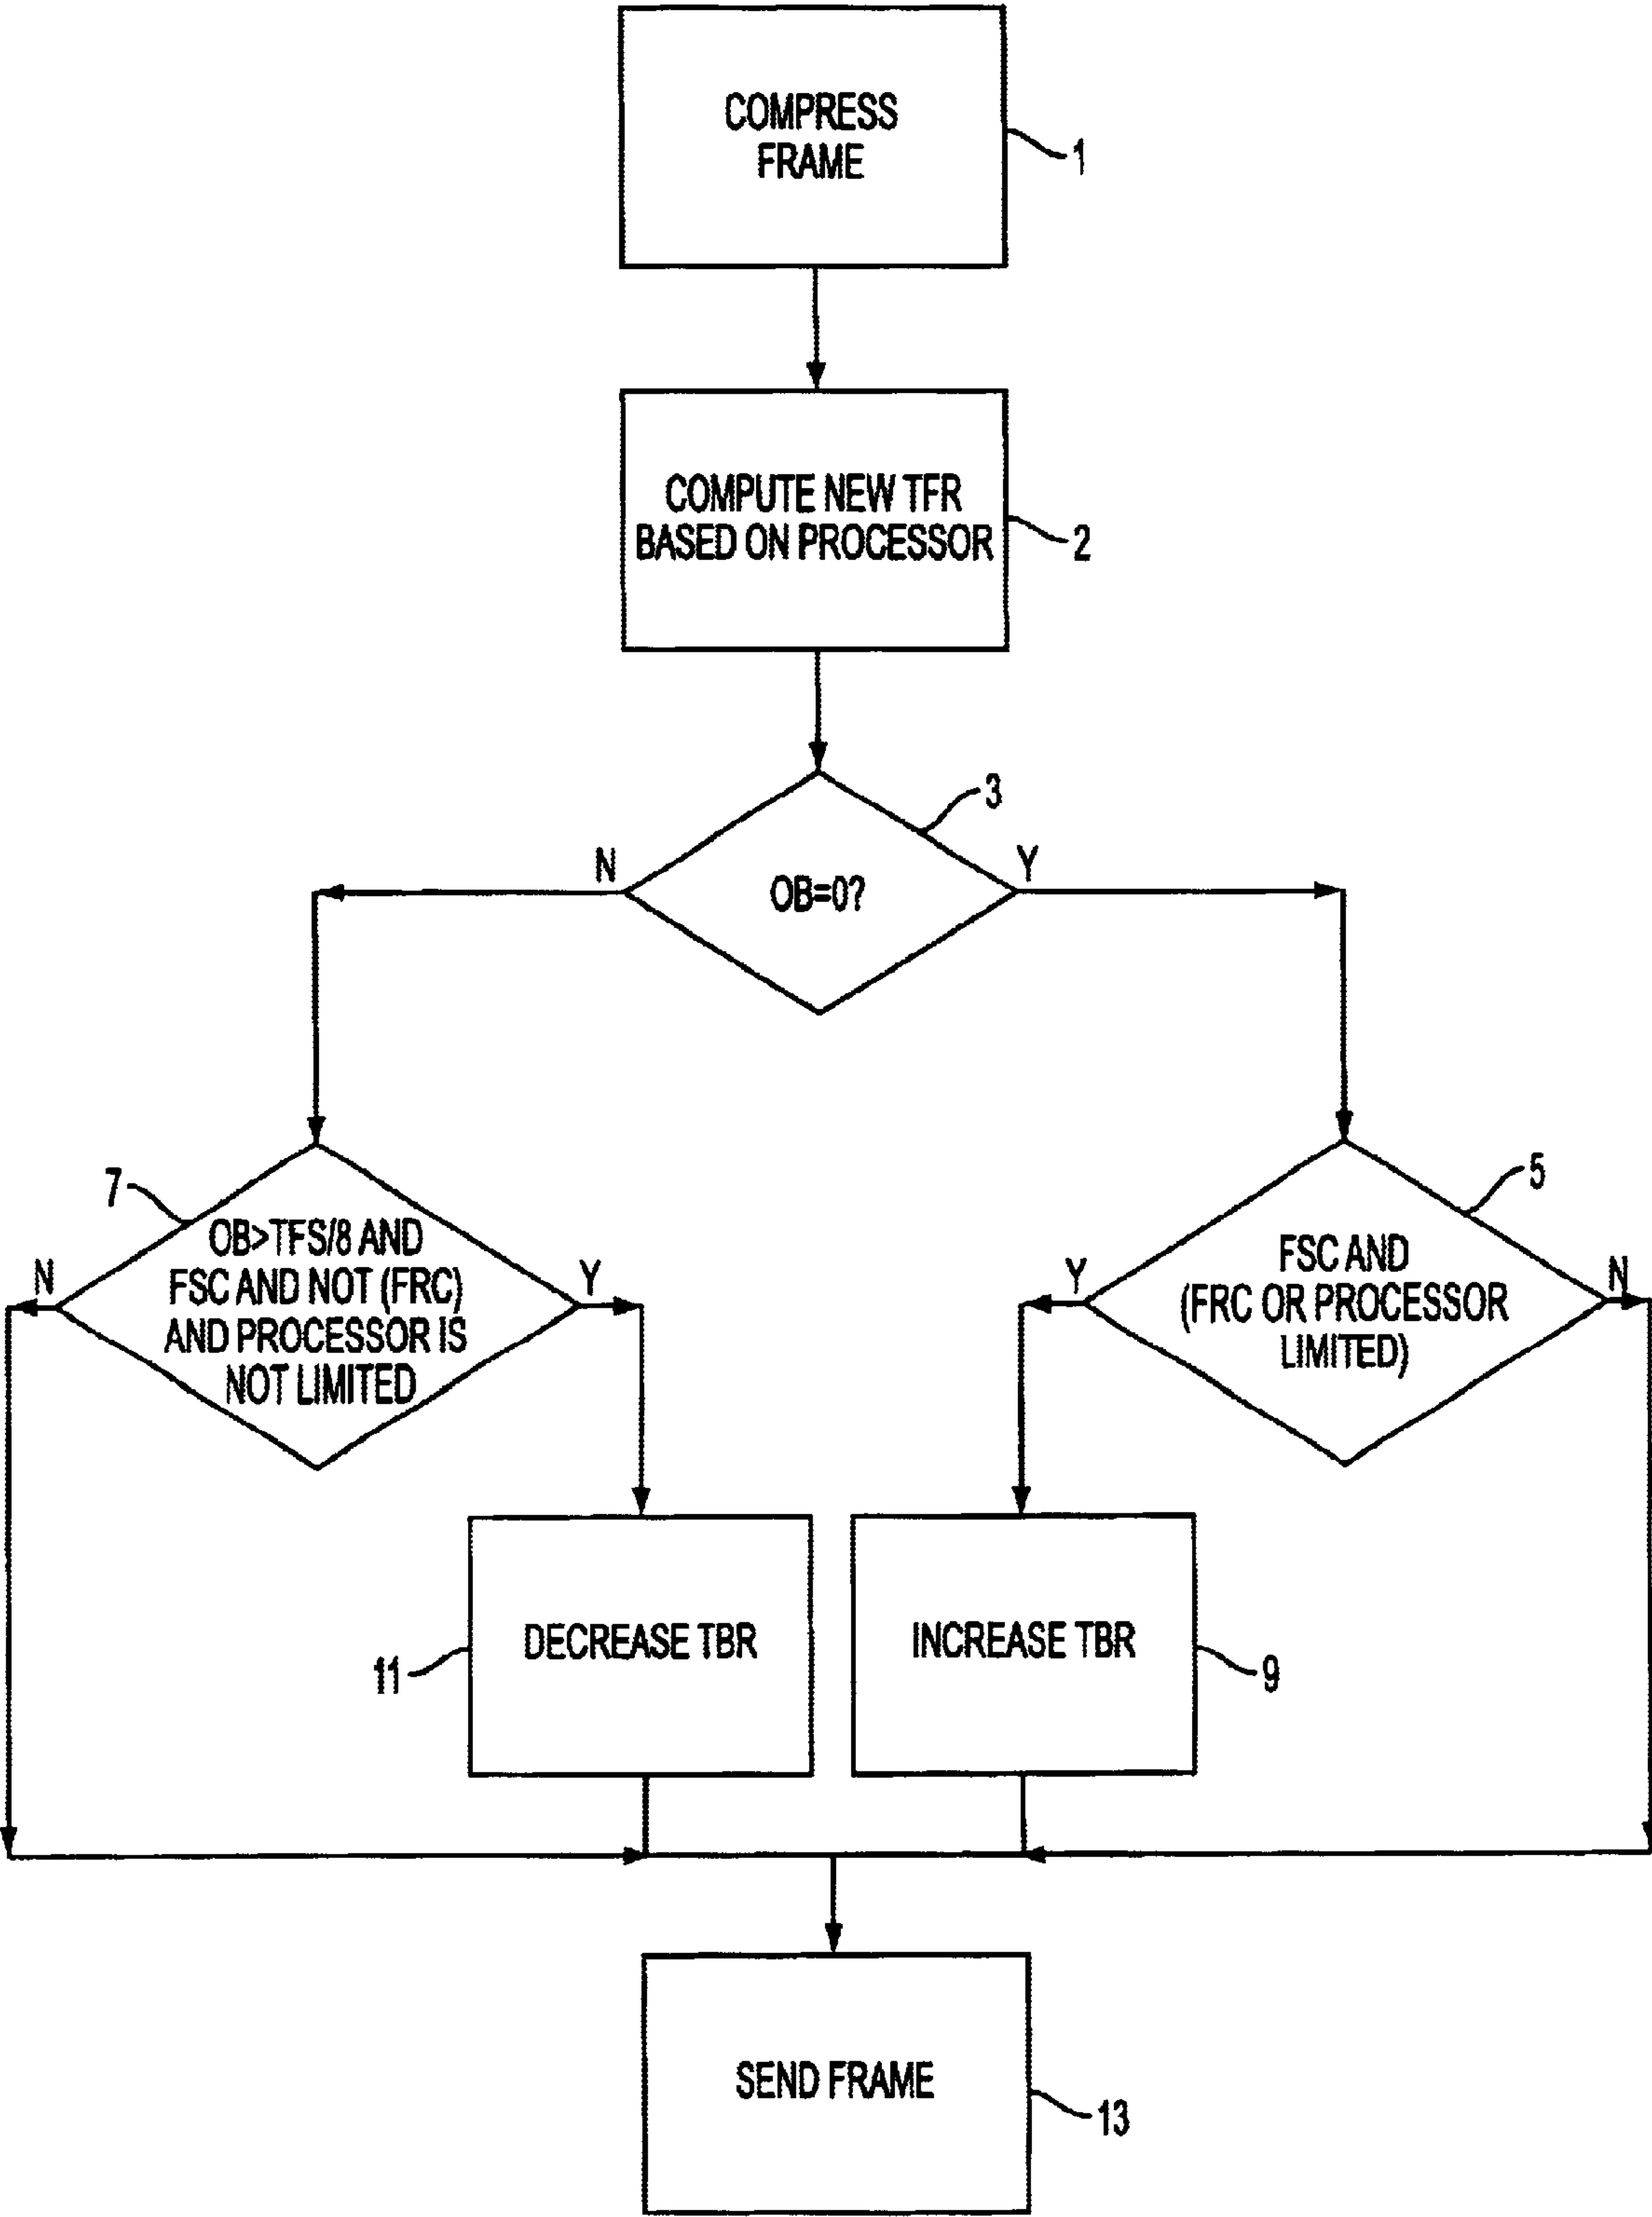 COMPRESS
FRAME
1
COMPUTE NEW TFR
BASED ON PROCESSOR
2
3
N
Y
OB=0?
7
5
OB>TFS/8 AND
FSC AND NOT (FRC)
AND PROCESSOR IS
NOT LIMITED
N
Y
FSC AND
(FRC OR PROCESSOR
LIMITED)
Y
N
DECREASE TBR
11
INCREASE TBR
9
SEND FRAME
13